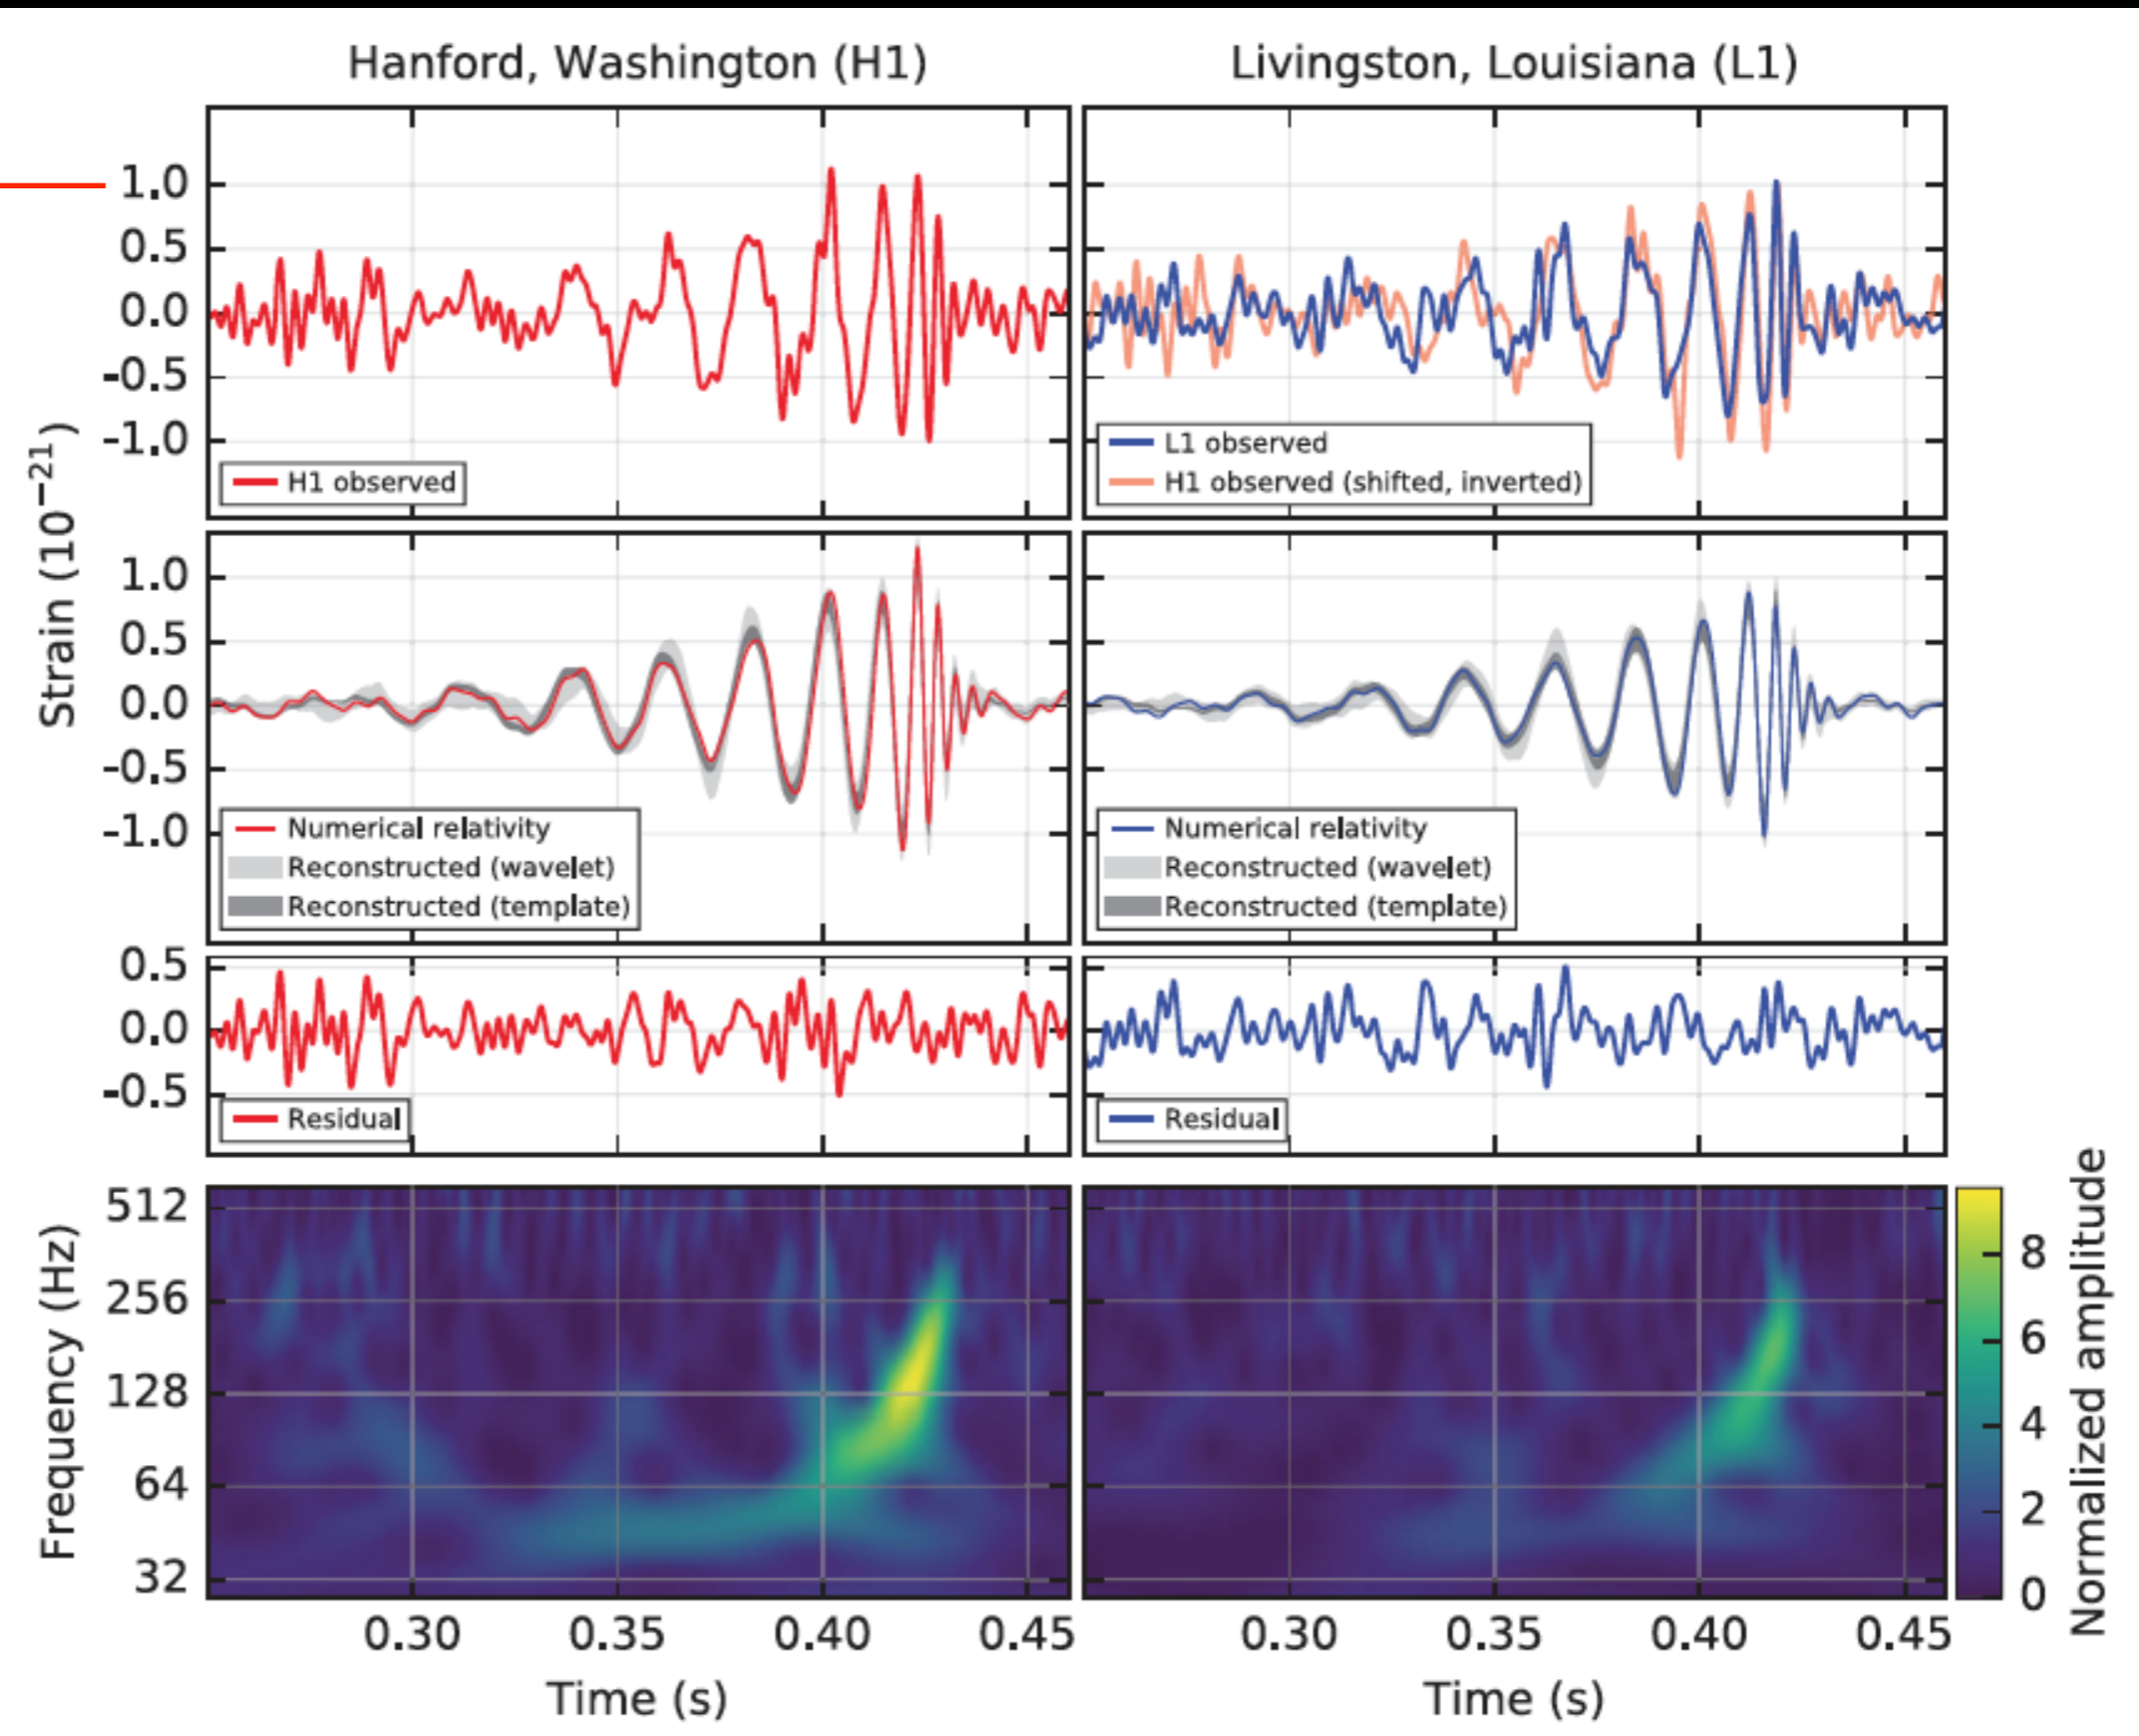 Hanford, Washington (H1)
Livingston, Louisiana (L1)
Strain (10⁻²¹)
1.0
0.5
0.0
-0.5
-1.0
H1 observed
L1 observed
H1 observed (shifted, inverted)
1.0
0.5
0.0
-0.5
-1.0
Numerical relativity
Reconstructed (wavelet)
Reconstructed (template)
Numerical relativity
Reconstructed (wavelet)
Reconstructed (template)
0.5
0.0
-0.5
Residual
Residual
Frequency (Hz)
512
256
128
64
32
Normalized amplitude
8
6
4
2
0
0.30 0.35 0.40 0.45
0.30 0.35 0.40 0.45
Time (s)
Time (s)